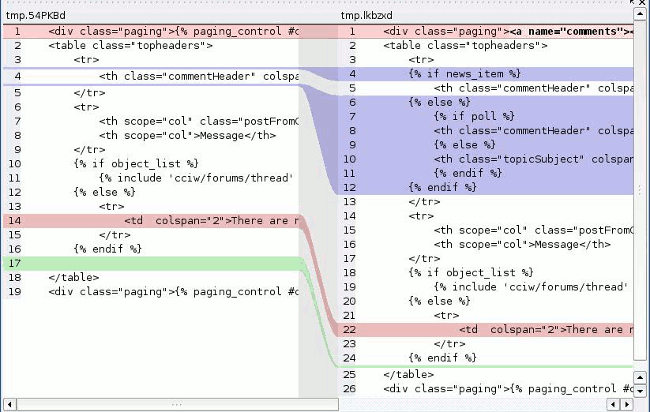 tmp.54PKBd
1 <div class="paging">{% paging_control #c
2 <table class="topheaders">
3 <tr>
4 <th class="commentHeader" colspa
5 </tr>
6 <tr>
7 <th scope="col" class="postFromC
8 <th scope="col">Message</th>
9 </tr>
10 {% if object_list %}
11 {% include 'cciw/forums/thread'
12 {% else %}
13 <tr>
14 <td  colspan="2">There are n
15 </tr>
16 {% endif %}
17
18 </table>
19 <div class="paging">{% paging_control #c
tmp.lkbzxd
1 <div class="paging"><a name="comments"><
2 <table class="topheaders">
3 <tr>
4 {% if news_item %}
5 <th class="commentHeader" colspa
6 {% else %}
7 {% if poll %}
8 <th class="commentHeader" colspa
9 {% else %}
10 <th class="topicSubject" colspan
11 {% endif %}
12 {% endif %}
13 </tr>
14 <tr>
15 <th scope="col" class="postFromC
16 <th scope="col">Message</th>
17 </tr>
18 {% if object_list %}
19 {% include 'cciw/forums/thread'
20 {% else %}
21 <tr>
22 <td  colspan="2">There are n
23 </tr>
24 {% endif %}
25 </table>
26 <div class="paging">{% paging_control #c